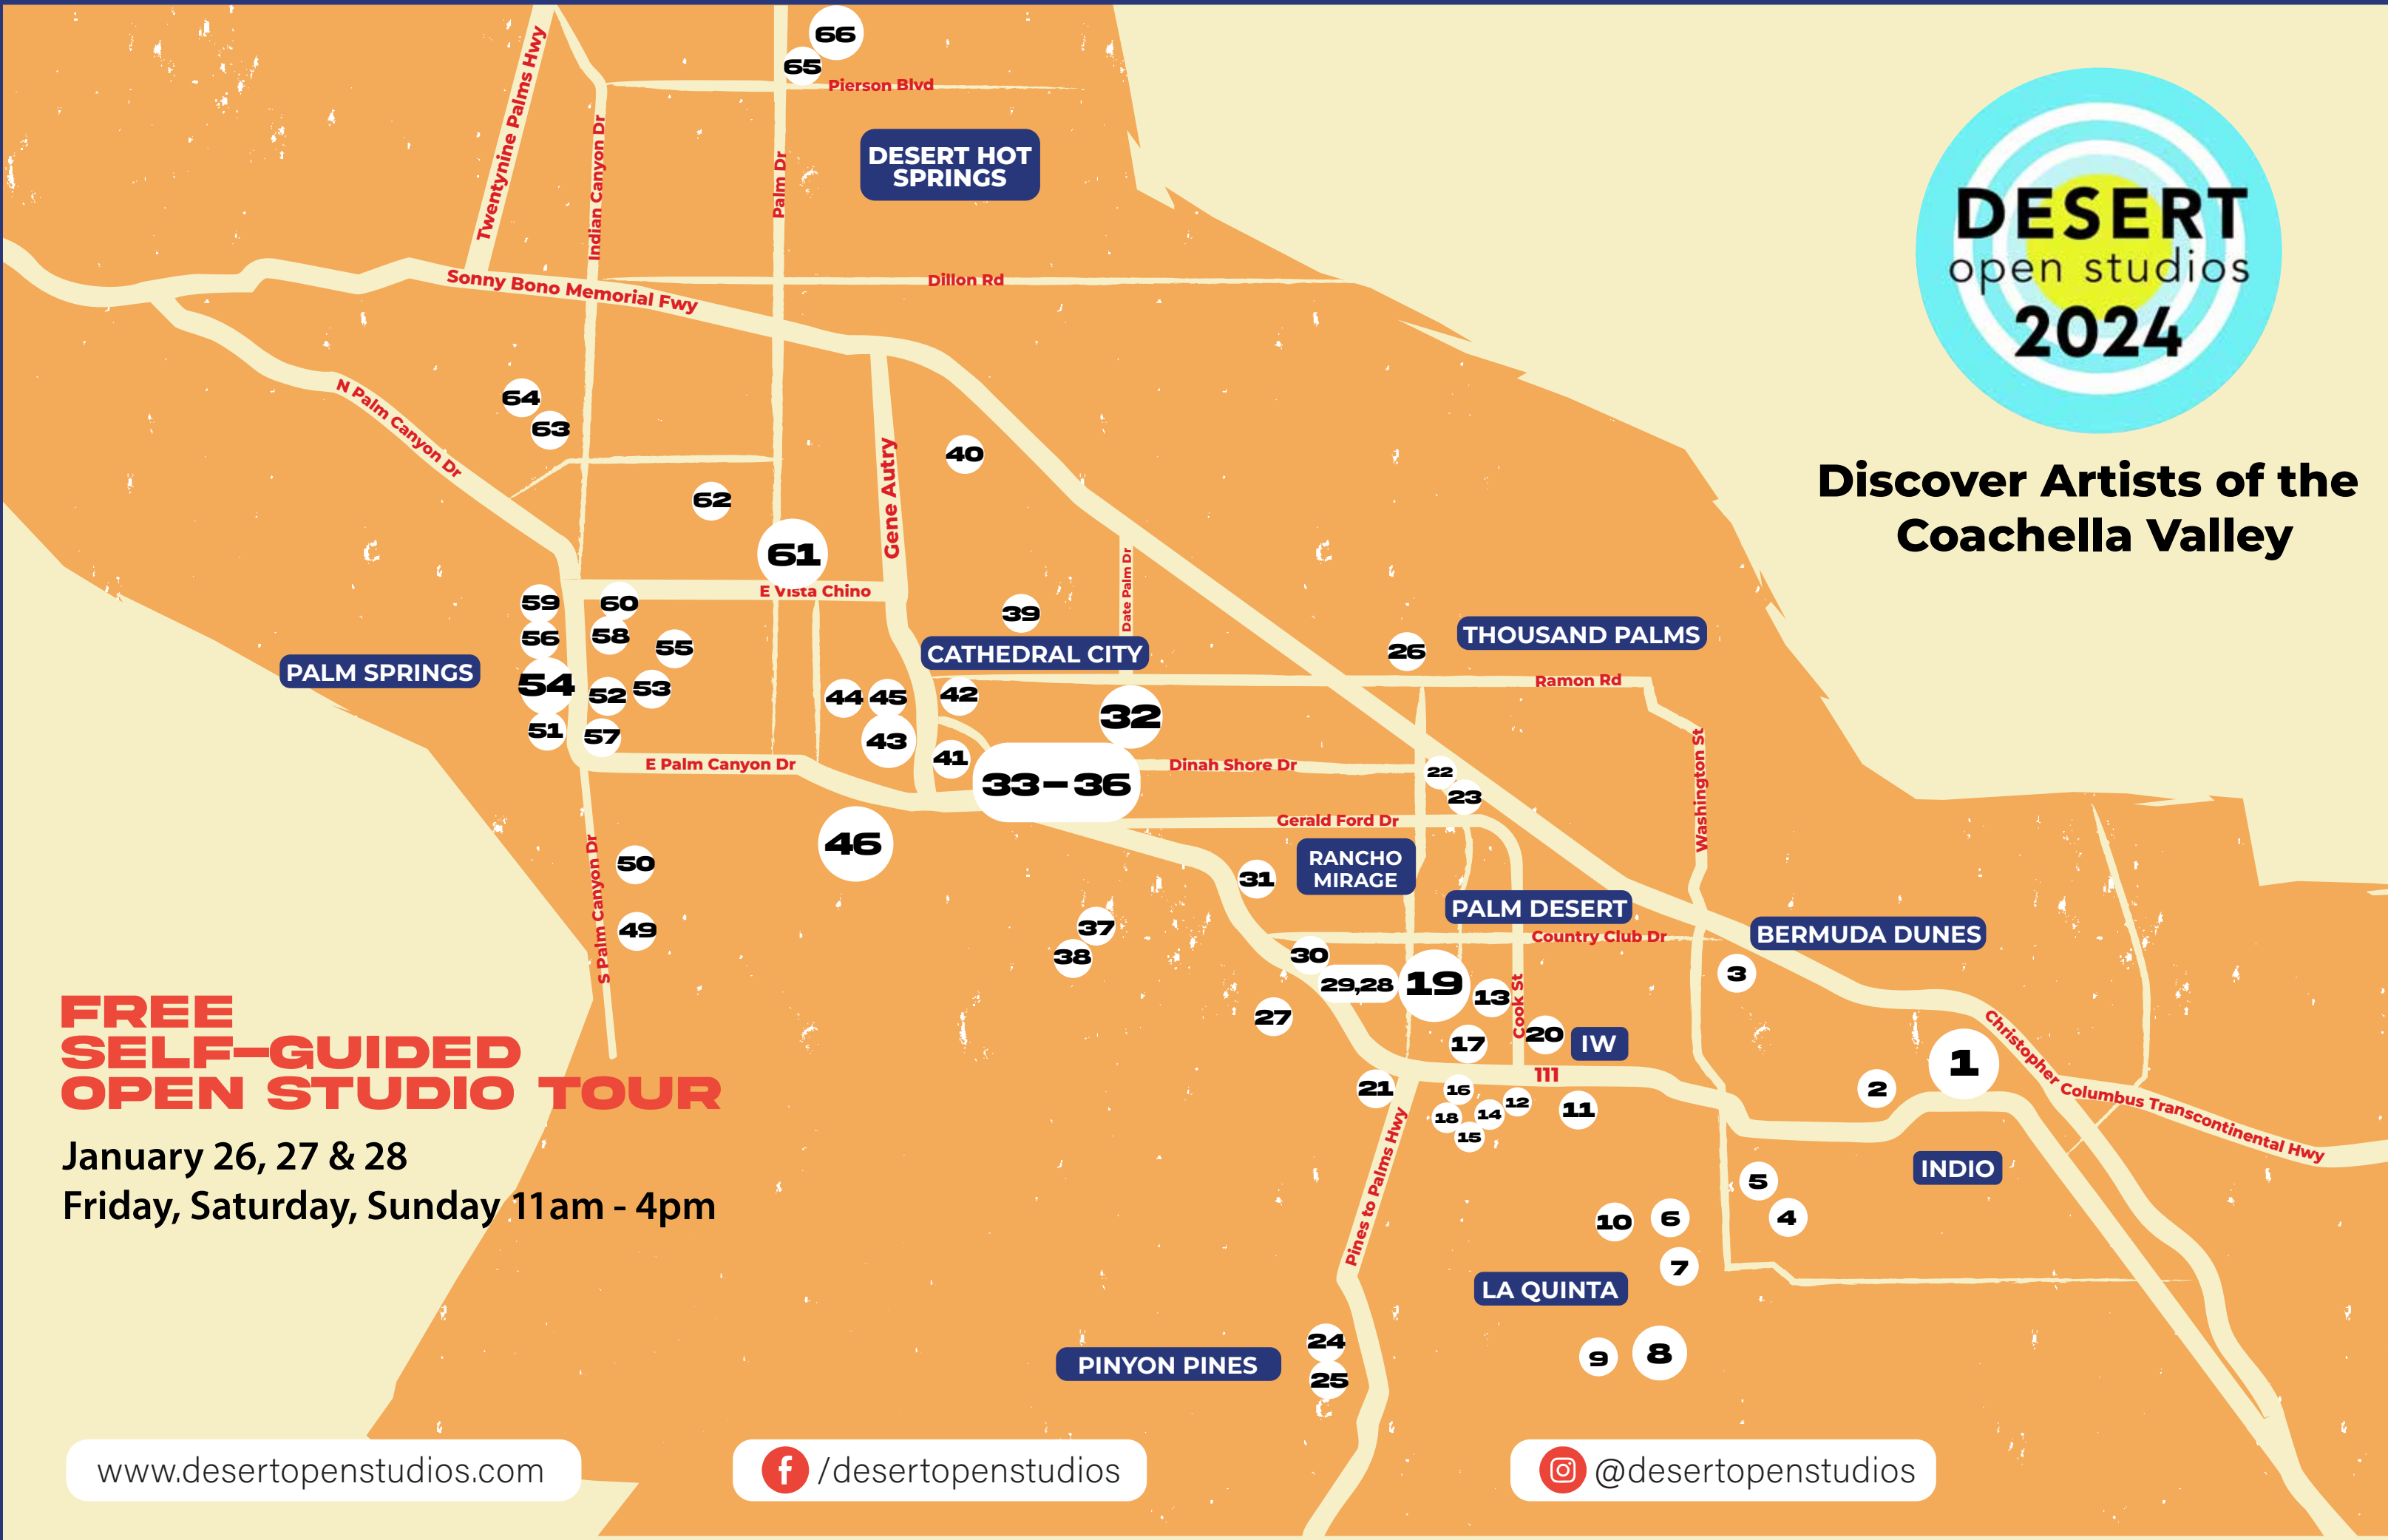 66
65
Pierson Blvd
Twentynine Palms Hwy
Indian Canyon Dr
Palm Dr
DESERT HOT
SPRINGS
DESERT
open studios
2024
Sonny Bono Memorial Fwy
Dillon Rd
Discover Artists of the
Coachella Valley
N Palm Canyon Dr
64
63
Gene Autry
40
62
61
E Vista Chino
Date Palm Dr
59
60
39
56
58
55
CATHEDRAL CITY
26
THOUSAND PALMS
PALM SPRINGS
54
52
53
44
45
42
Ramon Rd
32
51
57
43
41
E Palm Canyon Dr
33-36
Dinah Shore Dr
22
23
Washington St
Gerald Ford Dr
46
50
S Palm Canyon Dr
49
31
RANCHO
MIRAGE
PALM DESERT
37
38
Country Club Dr
BERMUDA DUNES
30
29,28
19
13
Cook St
3
27
17
20
IW
1
Christopher Columbus Transcontinental Hwy
FREE
SELF-GUIDED
OPEN STUDIO TOUR
January 26, 27 & 28
Friday, Saturday, Sunday 11am - 4pm
21
111
16
18
14
12
15
11
2
Pines to Palms Hwy
INDIO
5
4
10
6
7
LA QUINTA
24
25
PINYON PINES
9
8
www.desertopenstudios.com
/desertopenstudios
@desertopenstudios